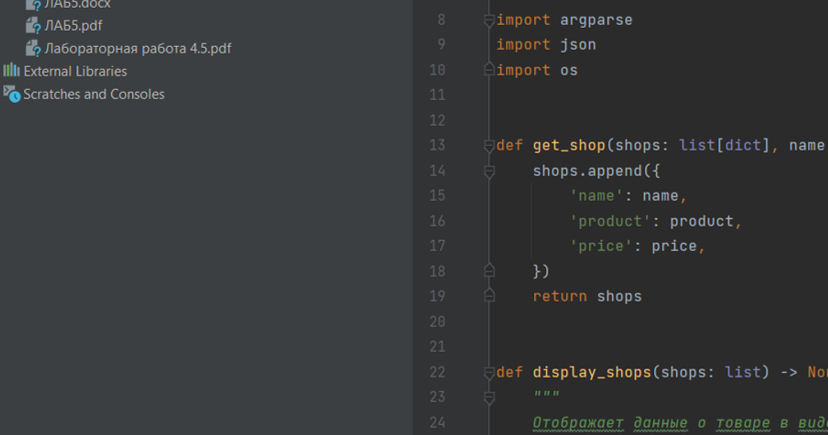 ЛАБ5.docx
ЛАБ5.pdf
Лабораторная работа 4.5.pdf
External Libraries
Scratches and Consoles
8 import argparse
9 import json
10 import os
11
12
13 def get_shop(shops: list[dict], name
14 shops.append({
15 'name': name,
16 'product': product,
17 'price': price,
18 })
19 return shops
20
21
22 def display_shops(shops: list) -> No
23 """
24 Отображает данные о товаре в вид